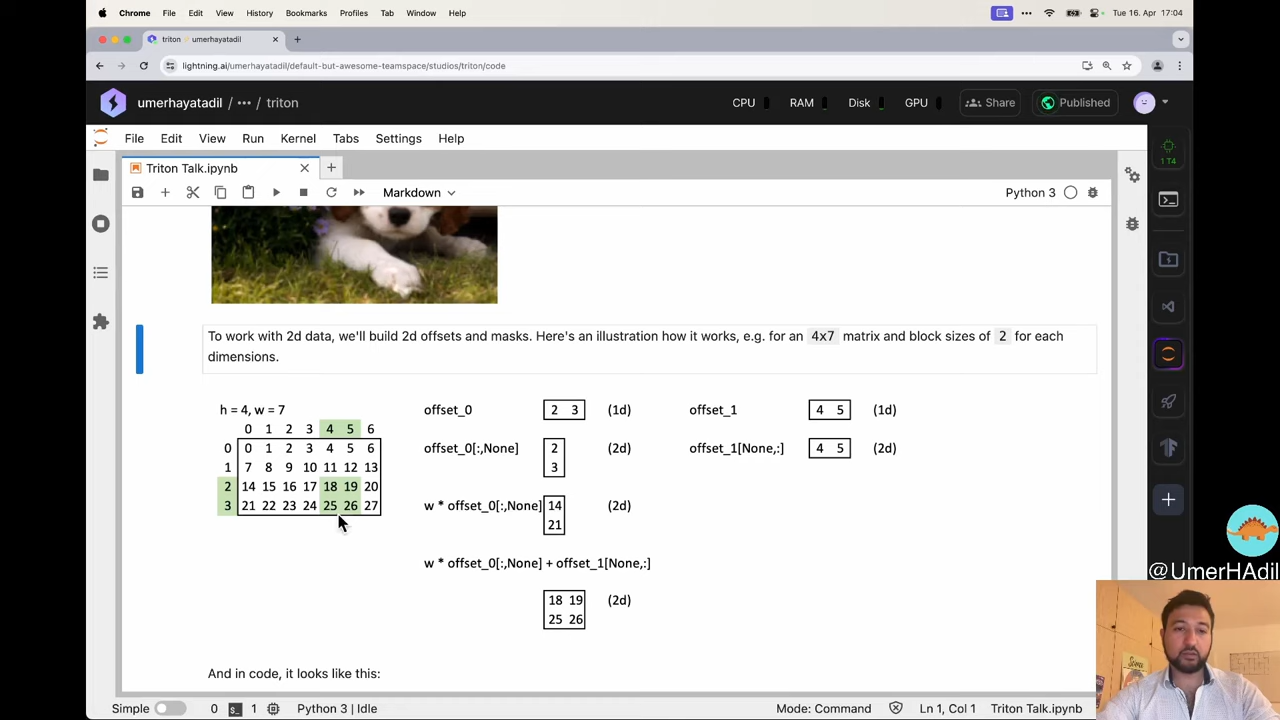 Chrome File Edit View History Bookmarks Profiles Tab Window Help Tue 16. Apr 17:04
triton umerhayatadil
lightning.ai/umerhayatadil/default-but-awesome-teamspace/studios/triton/code
umerhayatadil / ••• / triton CPU RAM Disk GPU Share Published
File Edit View Run Kernel Tabs Settings Help
1 T4
Triton Talk.ipynb
Markdown Python 3
To work with 2d data, we'll build 2d offsets and masks. Here's an illustration how it works, e.g. for an 4x7 matrix and block sizes of 2 for each
dimensions.
h = 4, w = 7 offset_0 2 3 (1d) offset_1 4 5 (1d)
0 1 2 3 4 5 6
0 0 1 2 3 4 5 6 offset_0[:,None] 2 (2d) offset_1[None,:] 4 5 (2d)
1 7 8 9 10 11 12 13 3
2 14 15 16 17 18 19 20
3 21 22 23 24 25 26 27 w * offset_0[:,None] 14 (2d)
21
w * offset_0[:,None] + offset_1[None,:]
18 19 (2d)
25 26
@UmerHAdil
And in code, it looks like this:
Simple 0 1 Python 3 | Idle Mode: Command Ln 1, Col 1 Triton Talk.ipynb